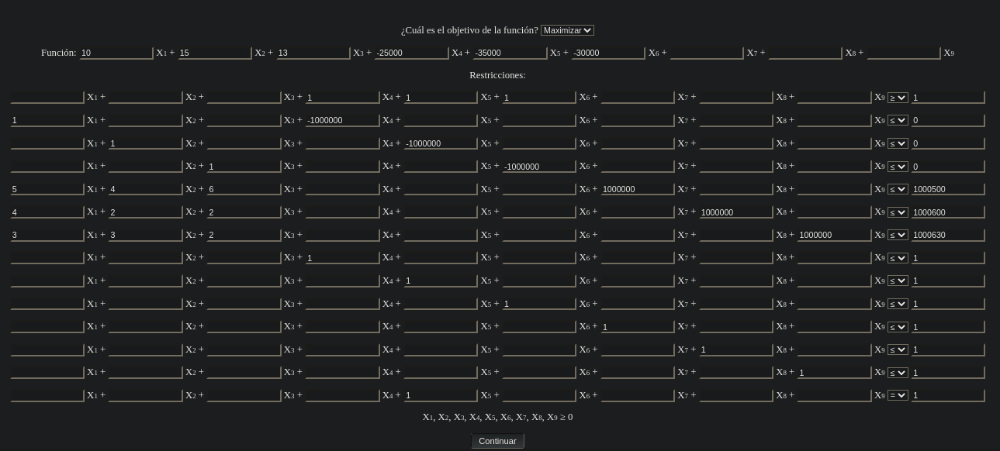 ¿Cuál es el objetivo de la función? Maximizar
Función: 10 X1 + 15 X2 + 13 X3 + -25000 X4 + -35000 X5 + -30000 X6 + X7 + X8 + X9
Restricciones:
X1 + X2 + X3 + 1 X4 + 1 X5 + 1 X6 + X7 + X8 + X9 ≥ 1
1 X1 + X2 + X3 + -1000000 X4 + X5 + X6 + X7 + X8 + X9 ≤ 0
X1 + 1 X2 + X3 + X4 + -1000000 X5 + X6 + X7 + X8 + X9 ≤ 0
X1 + X2 + 1 X3 + X4 + X5 + -1000000 X6 + X7 + X8 + X9 ≤ 0
5 X1 + 4 X2 + 6 X3 + X4 + X5 + X6 + 1000000 X7 + X8 + X9 ≤ 1000500
4 X1 + 2 X2 + 2 X3 + X4 + X5 + X6 + X7 + 1000000 X8 + X9 ≤ 1000600
3 X1 + 3 X2 + 2 X3 + X4 + X5 + X6 + X7 + X8 + 1000000 X9 ≤ 1000630
X1 + X2 + X3 + 1 X4 + X5 + X6 + X7 + X8 + X9 ≤ 1
X1 + X2 + X3 + X4 + 1 X5 + X6 + X7 + X8 + X9 ≤ 1
X1 + X2 + X3 + X4 + X5 + 1 X6 + X7 + X8 + X9 ≤ 1
X1 + X2 + X3 + X4 + X5 + X6 + 1 X7 + X8 + X9 ≤ 1
X1 + X2 + X3 + X4 + X5 + X6 + X7 + 1 X8 + X9 ≤ 1
X1 + X2 + X3 + X4 + X5 + X6 + X7 + X8 + 1 X9 ≤ 1
X1 + X2 + X3 + X4 + 1 X5 + X6 + X7 + X8 + X9 = 1
X1, X2, X3, X4, X5, X6, X7, X8, X9 ≥ 0
Continuar